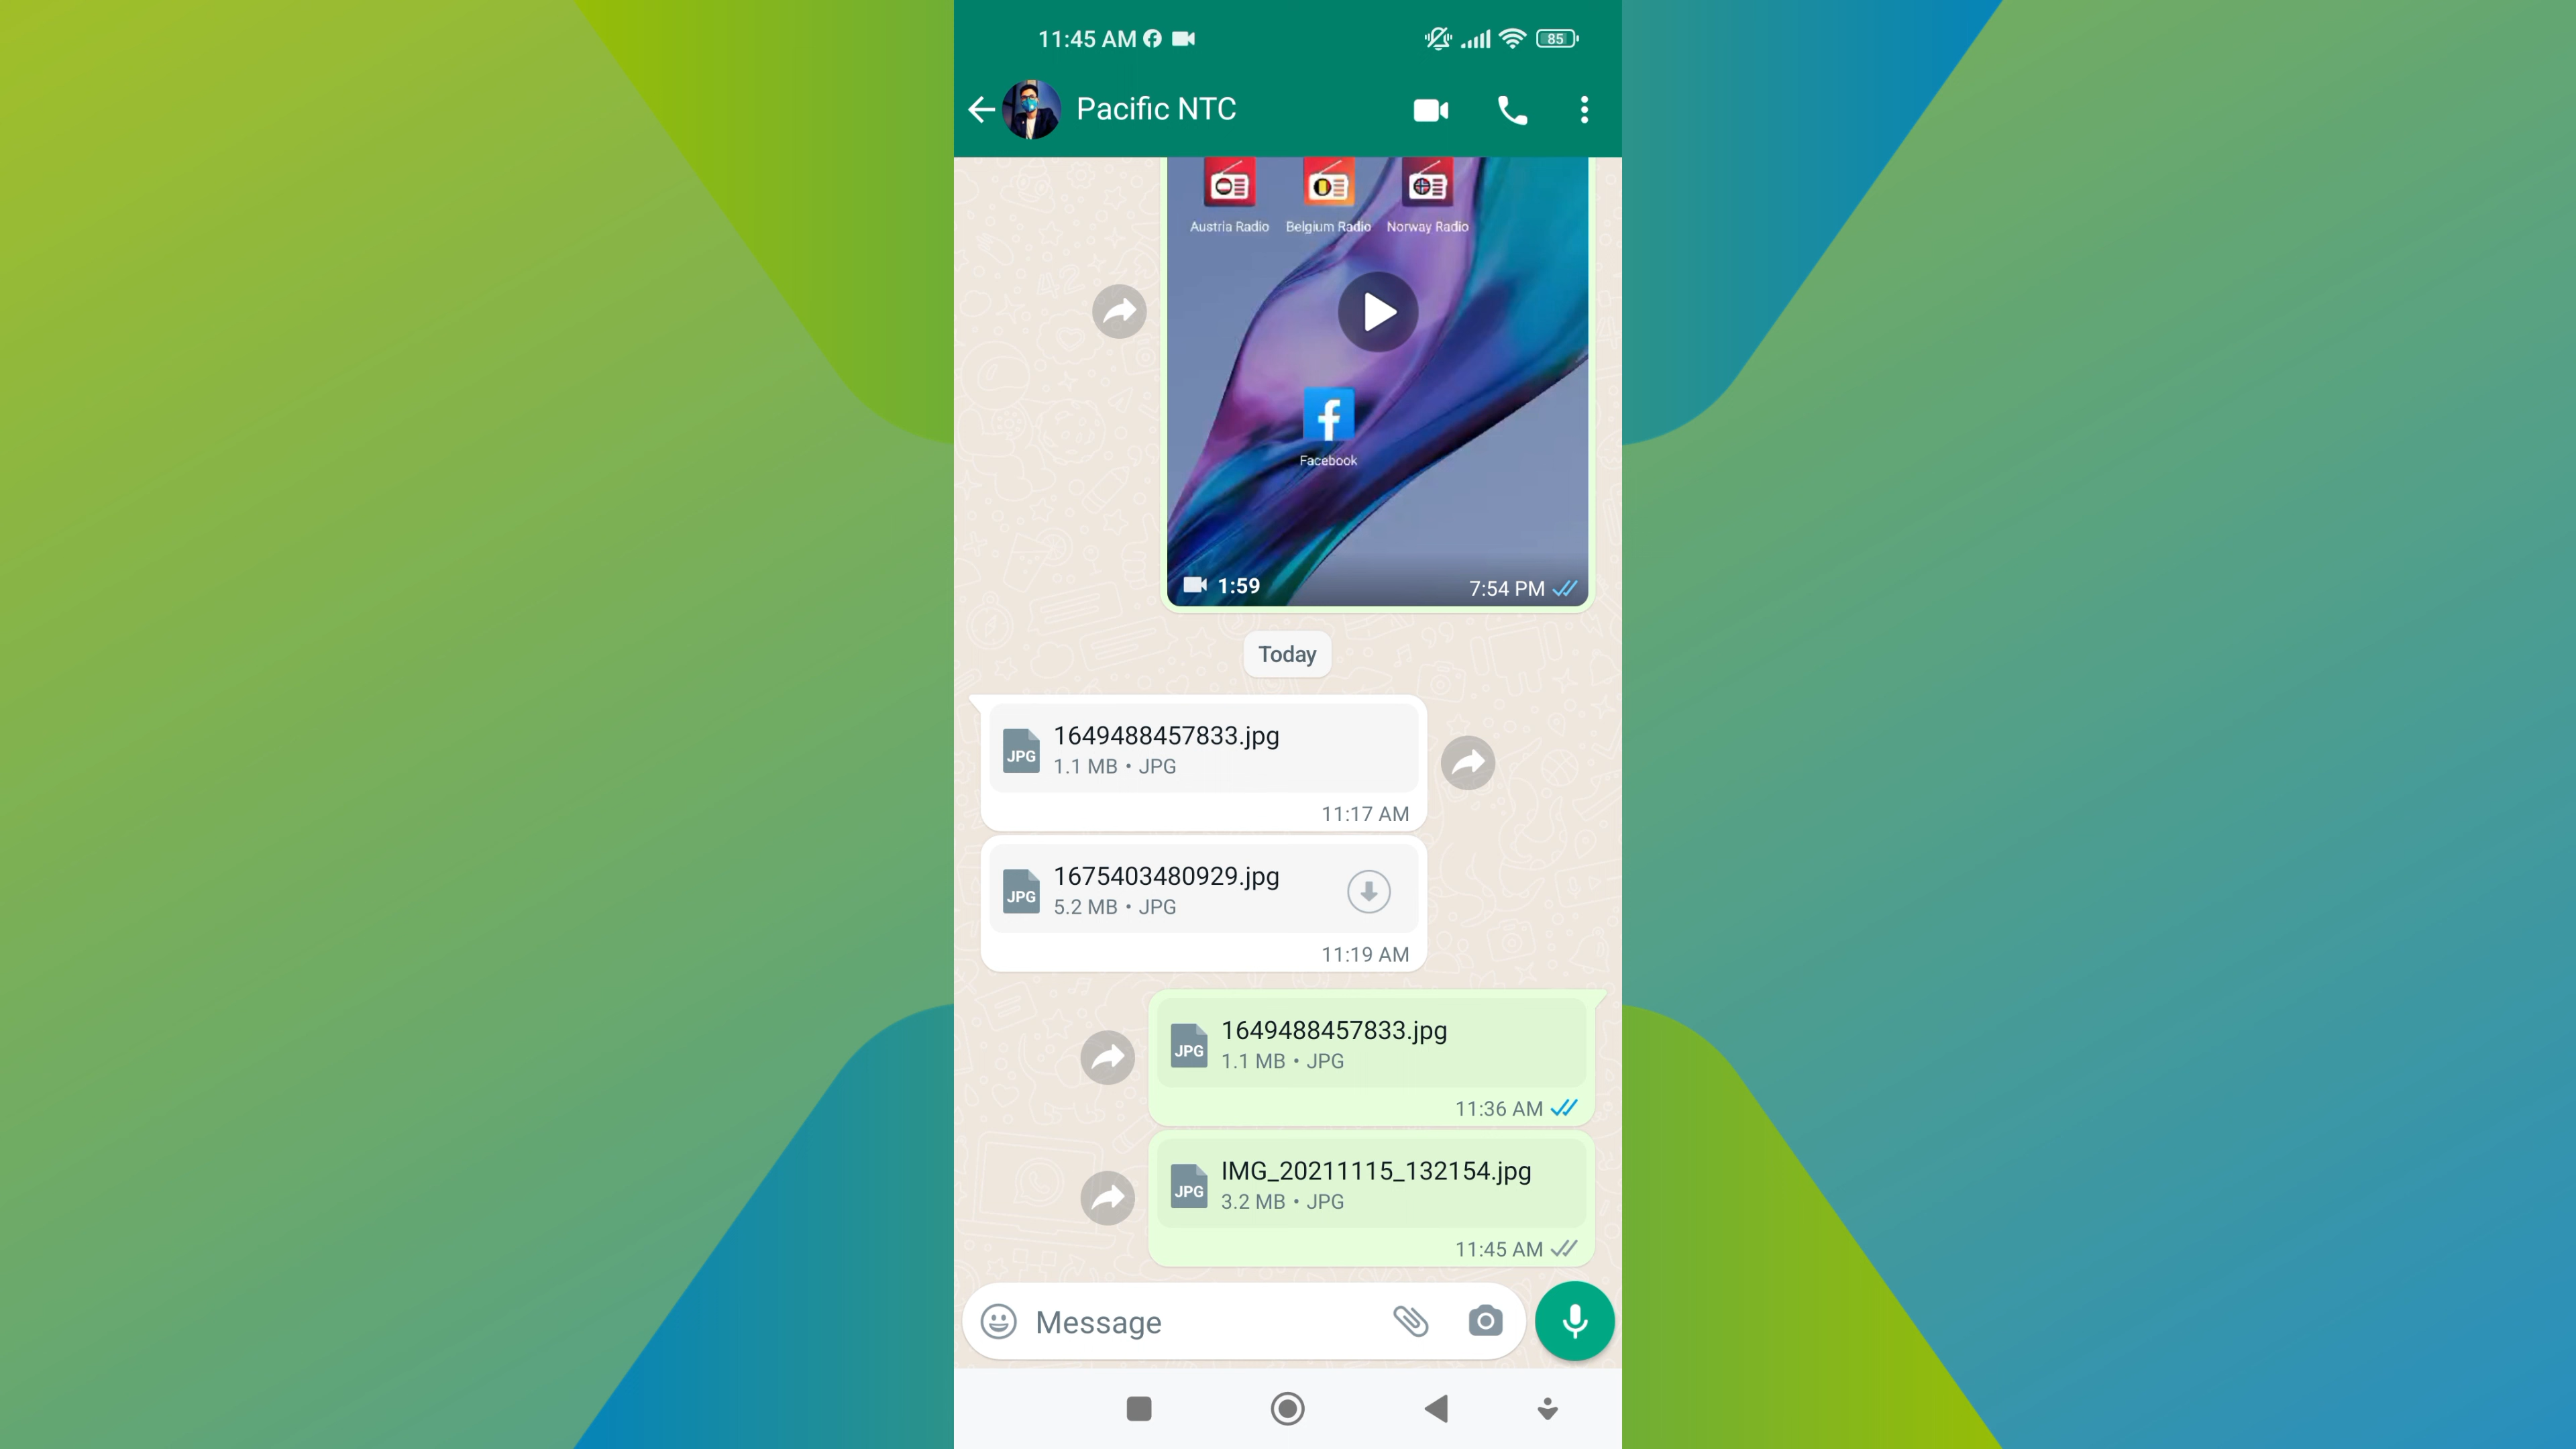 11:45 AM
85
Pacific NTC
Austria Radio Belgium Radio Norway Radio
Facebook
1:59
7:54 PM
Today
JPG
1649488457833.jpg
1.1 MB • JPG
11:17 AM
JPG
1675403480929.jpg
5.2 MB • JPG
11:19 AM
JPG
1649488457833.jpg
1.1 MB • JPG
11:36 AM
JPG
IMG_20211115_132154.jpg
3.2 MB • JPG
11:45 AM
Message